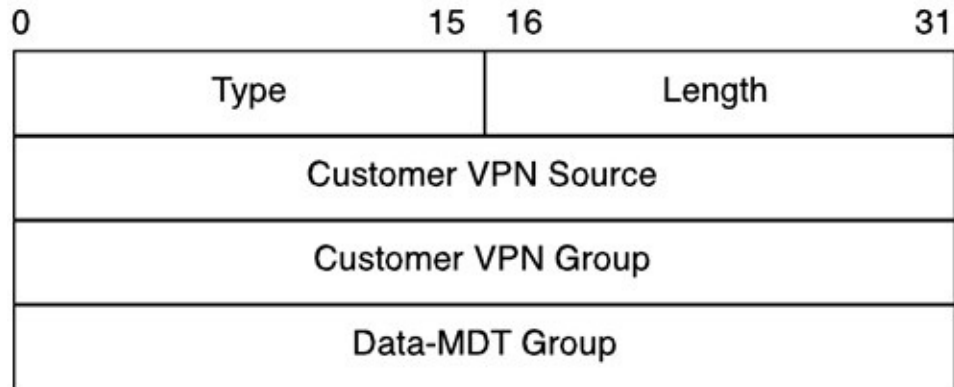 0 15 16 31
Type Length
Customer VPN Source
Customer VPN Group
Data-MDT Group